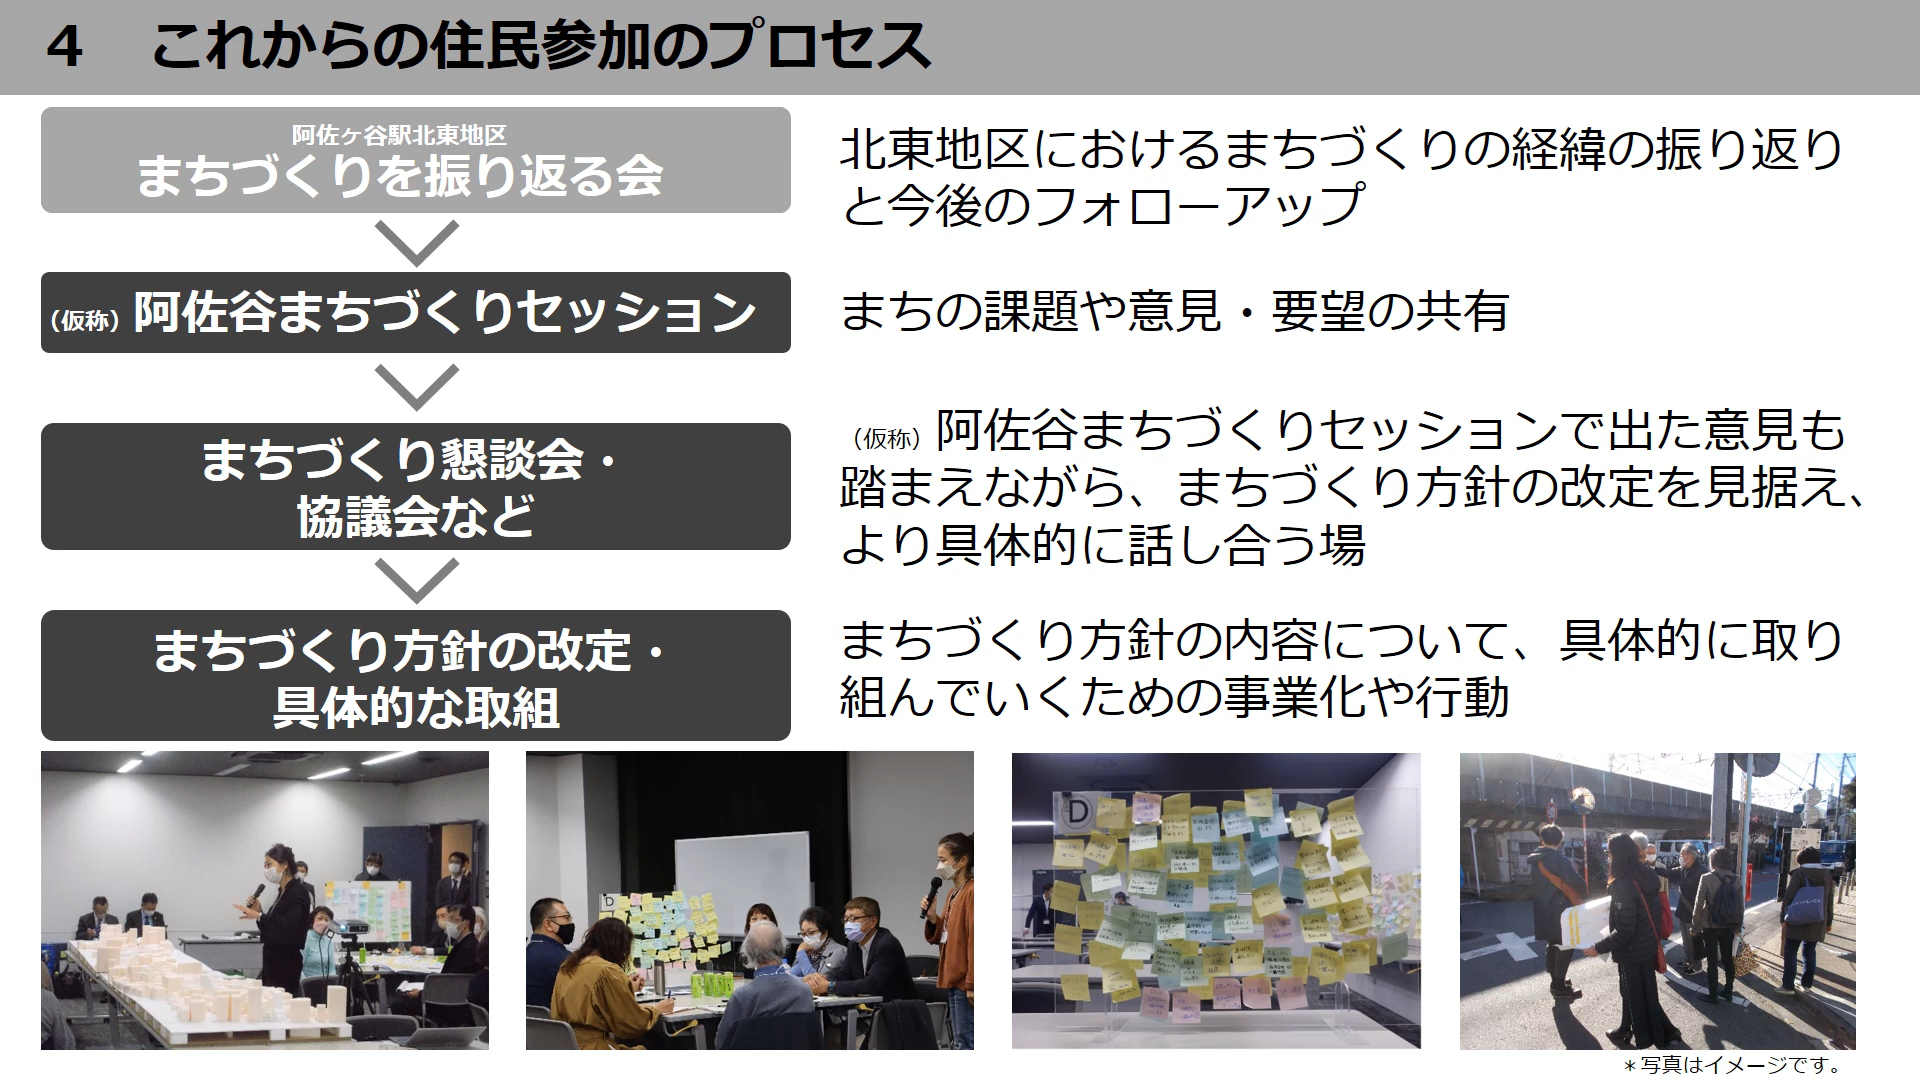 4 これからの住民参加のプロセス
阿佐ヶ谷駅北東地区
まちづくりを振り返る会
北東地区におけるまちづくりの経緯の振り返り
と今後のフォローアップ
（仮称）阿佐谷まちづくりセッション
まちの課題や意見・要望の共有
まちづくり懇談会・
協議会など
（仮称）阿佐谷まちづくりセッションで出た意見も
踏まえながら、まちづくり方針の改定を見据え、
より具体的に話し合う場
まちづくり方針の改定・
具体的な取組
まちづくり方針の内容について、具体的に取り
組んでいくための事業化や行動
D
D
＊写真はイメージです。